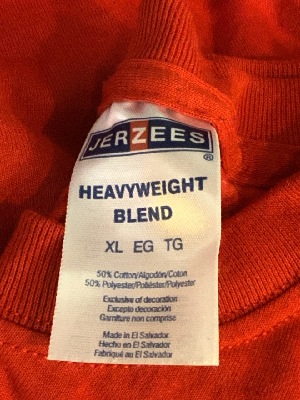 JERZEES
®
HEAVYWEIGHT
BLEND
XL EG TG
50% Cotton/Algodón/Coton
50% Polyester/Poliéster/Polyester
Exclusive of decoration
Excepto decoración
Garniture non comprise
Made in El Salvador
Hecho en El Salvador
Fabriqué au El Salvador